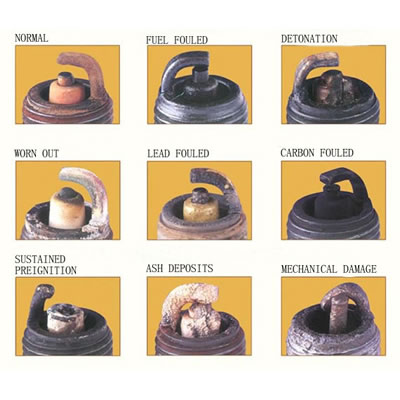 NORMAL
FUEL FOULED
DETONATION
WORN OUT
LEAD FOULED
CARBON FOULED
SUSTAINED
PREIGNITION
ASH DEPOSITS
MECHANICAL DAMAGE